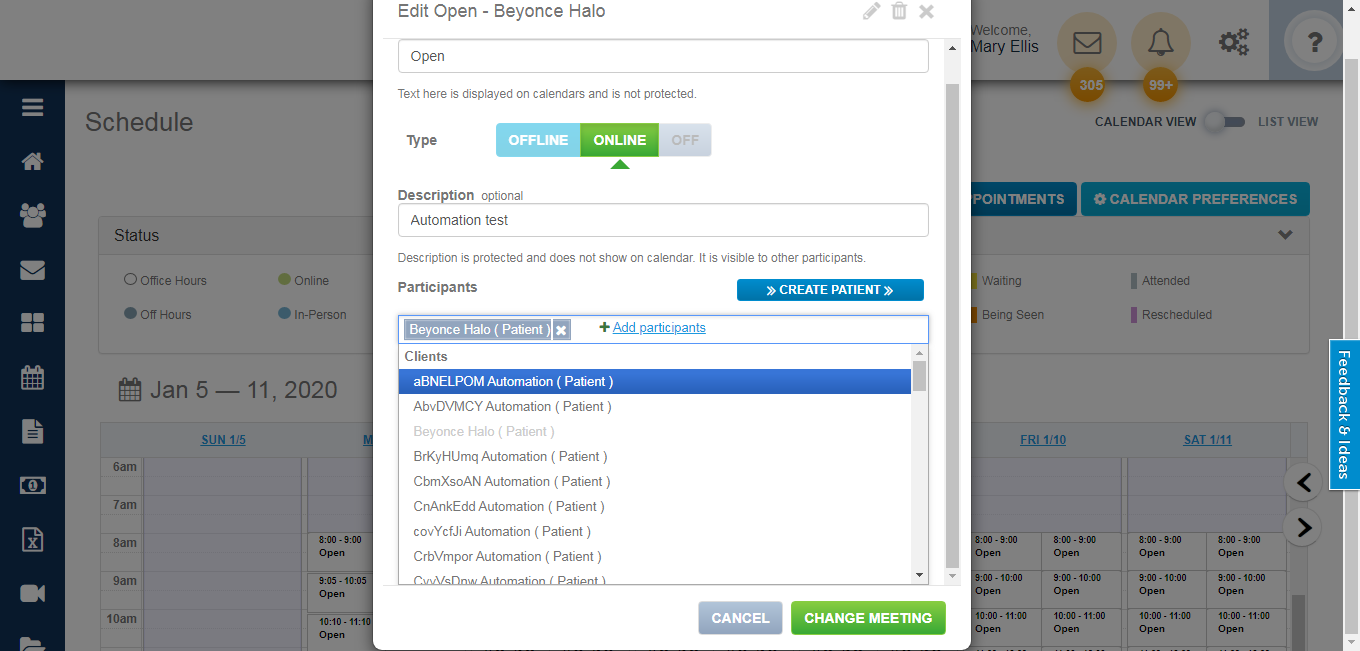 Edit Open - Beyonce Halo
Welcome,
Mary Ellis
?
305
99+
Open
Text here is displayed on calendars and is not protected.
Schedule
CALENDAR VIEW
LIST VIEW
Type
OFFLINE
ONLINE
OFF
Description optional
POINTMENTS
CALENDAR PREFERENCES
Automation test
Status
Description is protected and does not show on calendar. It is visible to other participants.
Office Hours
Online
Waiting
Attended
Participants
CREATE PATIENT
Off Hours
In-Person
Being Seen
Rescheduled
Beyonce Halo ( Patient )
Add participants
Clients
aBNELPOM Automation ( Patient )
AbvDVMCY Automation ( Patient )
Beyonce Halo ( Patient )
BrKyHUmq Automation ( Patient )
CbmXsoAN Automation ( Patient )
CnAnkEdd Automation ( Patient )
covYcfJi Automation ( Patient )
CrbVmpor Automation ( Patient )
CANCEL
CHANGE MEETING
Feedback & Ideas
Jan 5 — 11, 2020
SUN 1/5
M
FRI 1/10
SAT 1/11
6am
7am
8am
9am
10am
8:00 - 9:00
Open
9:05 - 10:05
Open
10:10 - 11:10
Open
8:00 - 9:00
Open
8:00 - 9:00
Open
8:00 - 9:00
Open
8:00 - 9:00
Open
9:00 - 10:00
Open
9:00 - 10:00
Open
9:00 - 10:00
Open
9:00 - 10:00
Open
10:00 - 11:00
Open
10:00 - 11:00
Open
10:00 - 11:00
Open
10:00 - 11:00
Open